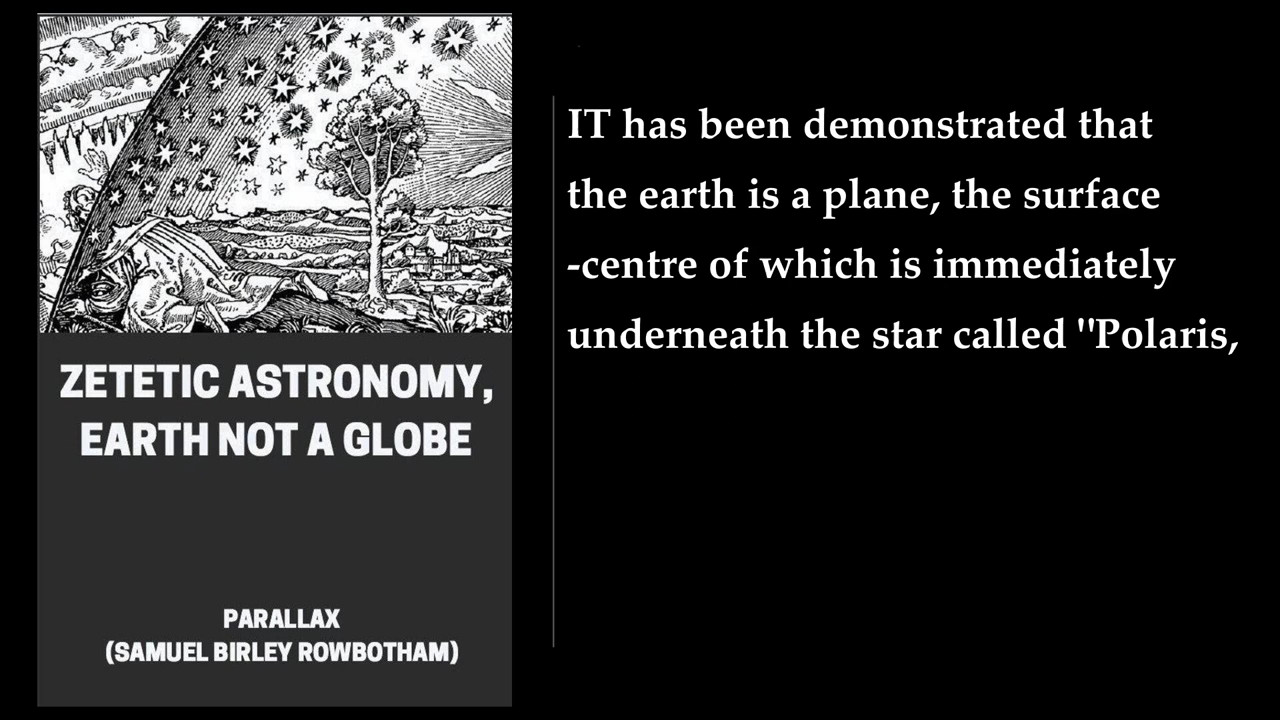 ZETETIC ASTRONOMY,
EARTH NOT A GLOBE
PARALLAX
(SAMUEL BIRLEY ROWBOTHAM)
IT has been demonstrated that
the earth is a plane, the surface
-centre of which is immediately
underneath the star called "Polaris,